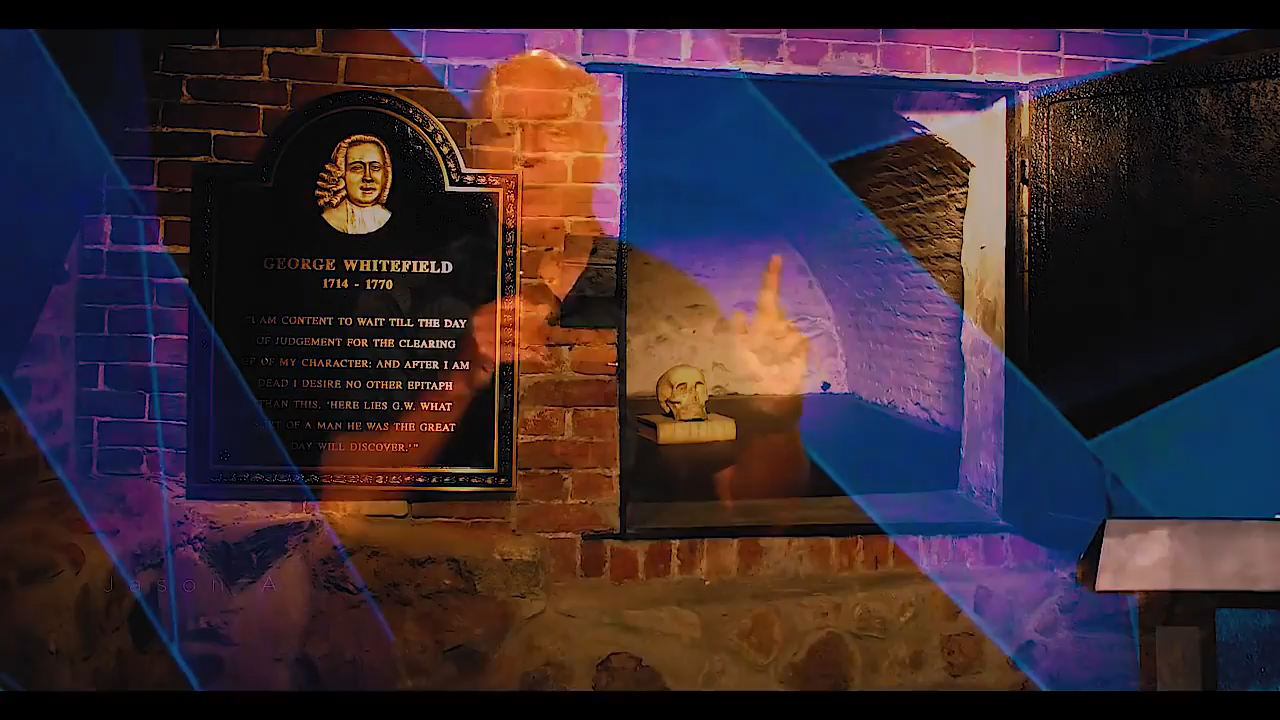 GEORGE WHITEFIELD
1714 - 1770
"I AM CONTENT TO WAIT TILL THE DAY
OF JUDGEMENT FOR THE CLEARING
OF MY CHARACTER: AND AFTER I AM
DEAD I DESIRE NO OTHER EPITAPH
THAN THIS, 'HERE LIES G.W. WHAT
OF A MAN HE WAS THE GREAT
DAY WILL DISCOVER.'"
Jason A